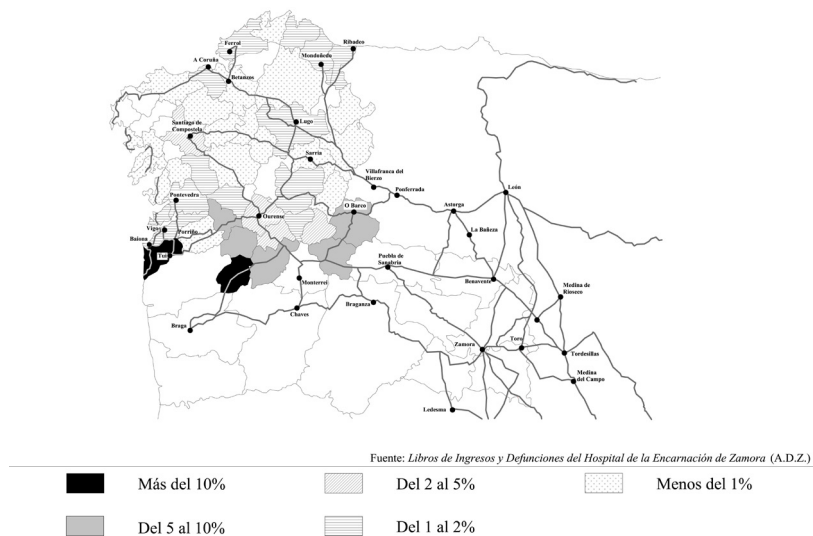 Ribadeo
Ferrol
Mondoñedo
A Coruña
Betanzos
Santiago de
Compostela
Lugo
Sarria
Villafranca del
Bierzo
Ponferrada
León
Pontevedra
O Barco
Astorga
Ourense
Vigo
Porriño
La Bañeza
Baiona
Tui
Puebla de
Sanabria
Benavente
Monterrei
Medina de
Rioseco
Braganza
Chaves
Braga
Zamora
Toro
Tordesillas
Medina
del Campo
Ledesma
Fuente: Libros de Ingresos y Defunciones del Hospital de la Encarnación de Zamora (A.D.Z.)
Más del 10%
Del 2 al 5%
Menos del 1%
Del 5 al 10%
Del 1 al 2%